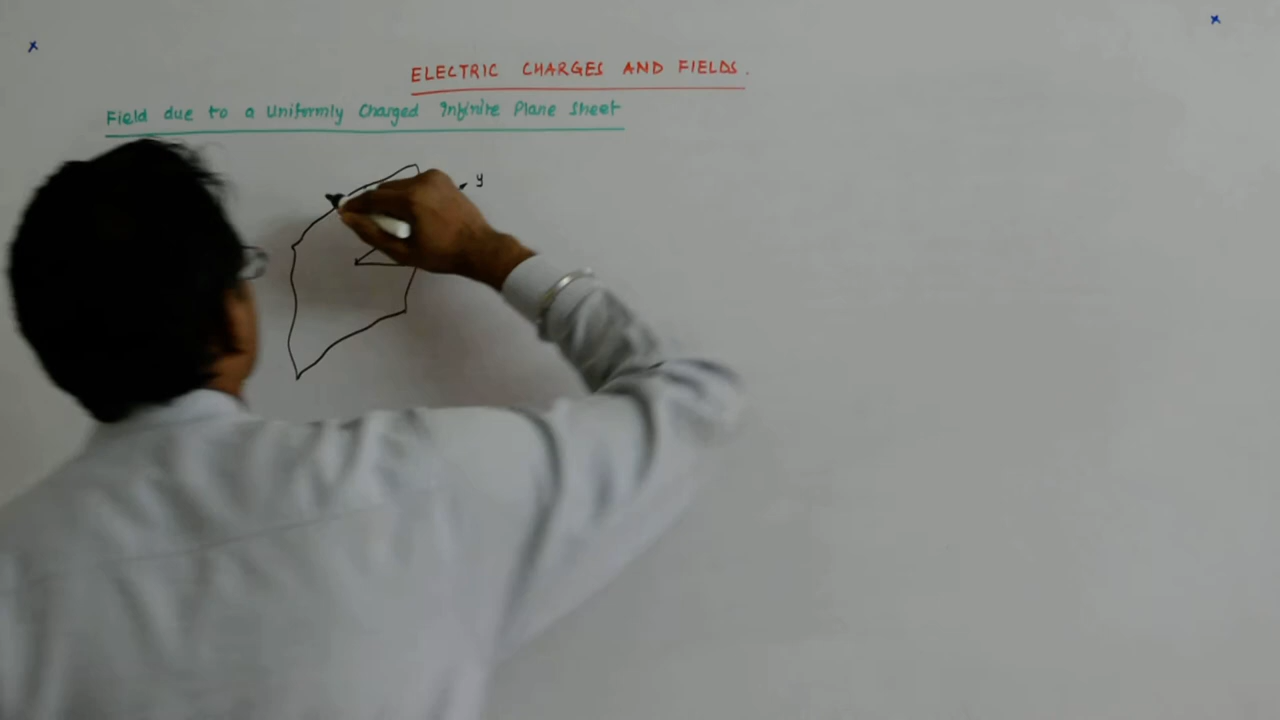 x
x
ELECTRIC CHARGES AND FIELDS.
Field due to a Uniformly Charged Infinite Plane Sheet
y